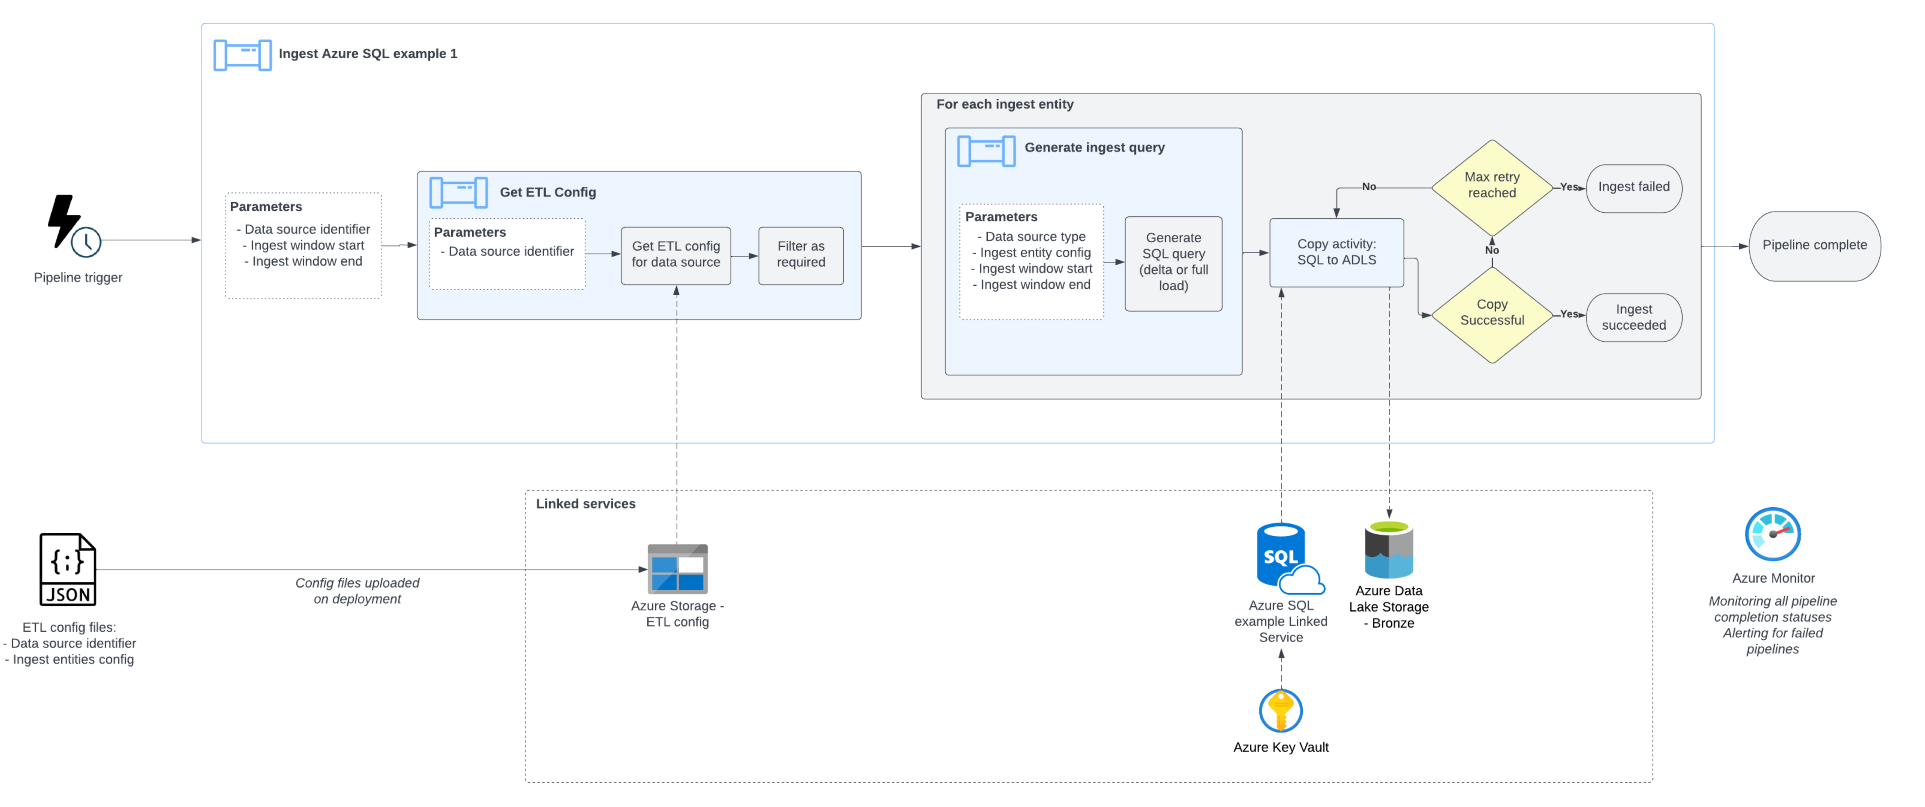 Ingest Azure SQL example 1
Pipeline trigger
Parameters
- Data source identifier
- Ingest window start
- Ingest window end
Get ETL Config
Parameters
- Data source identifier
Get ETL config
for data source
Filter as
required
For each ingest entity
Generate ingest query
Parameters
- Data source type
- Ingest entity config
- Ingest window start
- Ingest window end
Generate
SQL query
(delta or full
load)
Copy activity:
SQL to ADLS
No
Max retry
reached
Yes
Ingest failed
No
Copy
Successful
Yes
Ingest
succeeded
Pipeline complete
Linked services
{;}
JSON
ETL config files:
- Data source identifier
- Ingest entities config
Config files uploaded
on deployment
Azure Storage -
ETL config
SQL
Azure SQL
example Linked
Service
Azure Data
Lake Storage
- Bronze
Azure Key Vault
Azure Monitor
Monitoring all pipeline
completion statuses
Alerting for failed
pipelines